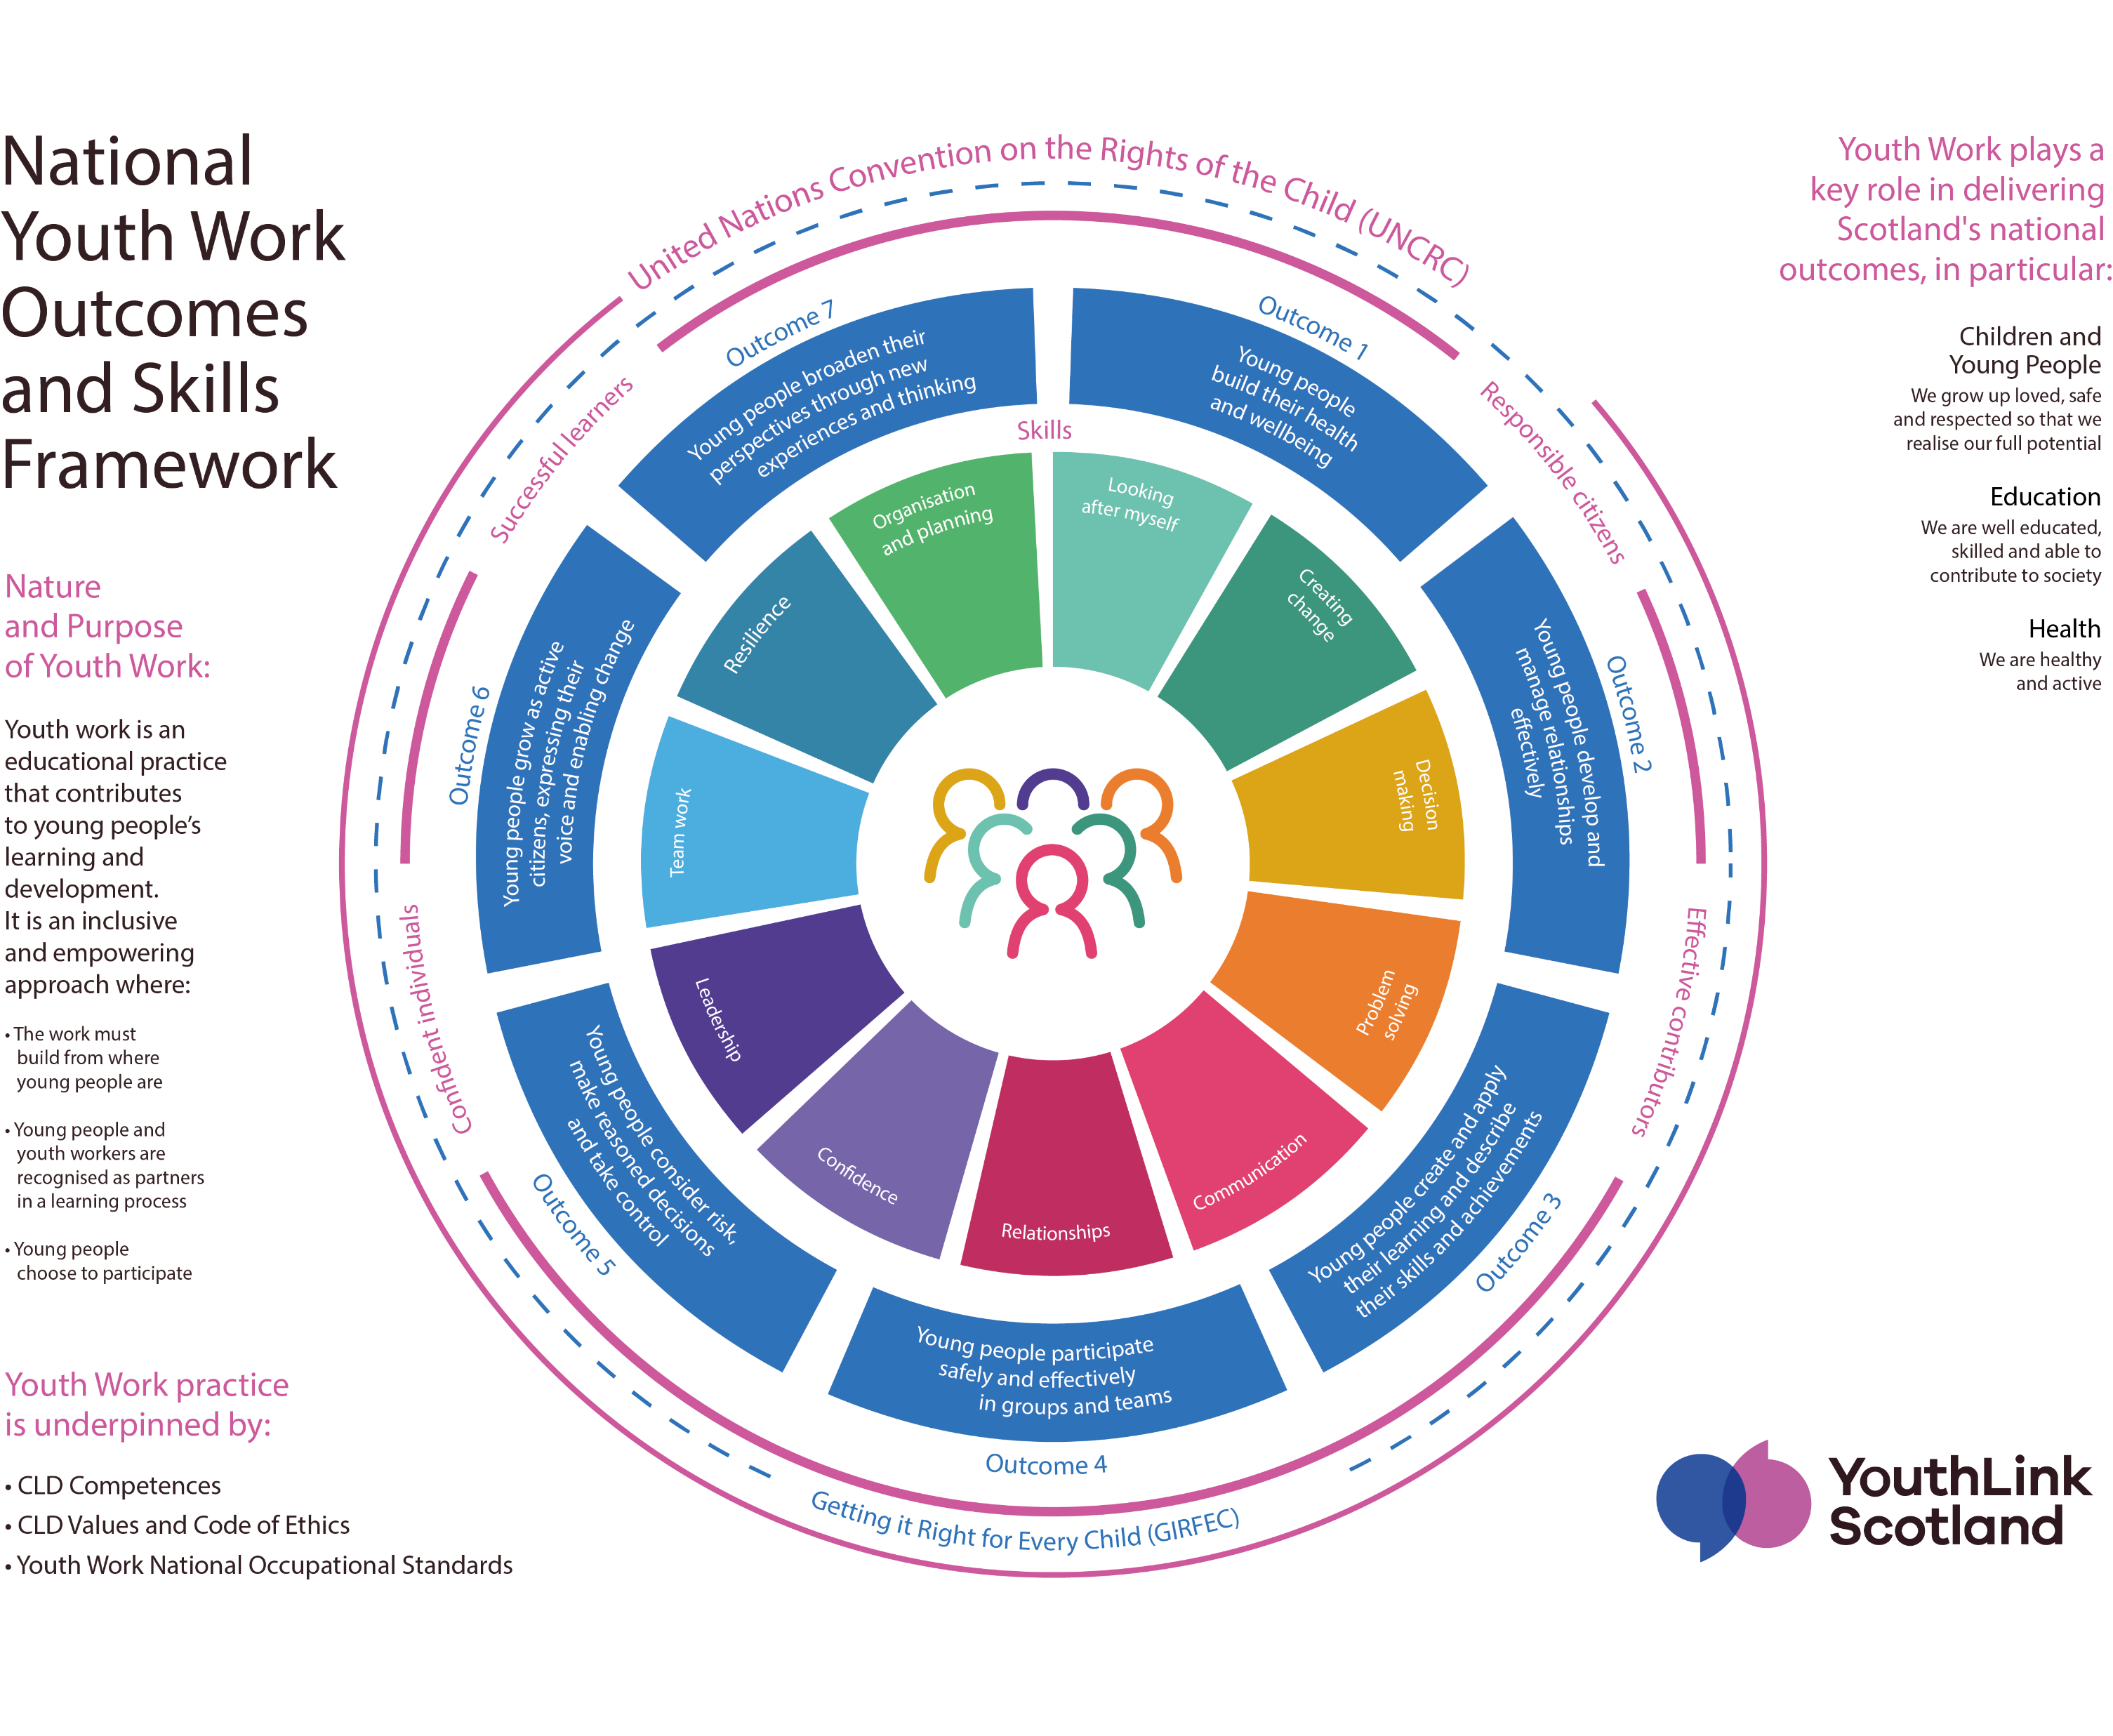 National
Youth Work
Outcomes
and Skills
Framework
Nature
and Purpose
of Youth Work:
Youth work is an
educational practice
that contributes
to young people’s
learning and
development.
It is an inclusive
and empowering
approach where:
• The work must
build from where
young people are
• Young people and
youth workers are
recognised as partners
in a learning process
• Young people
choose to participate
Youth Work practice
is underpinned by:
• CLD Competences
• CLD Values and Code of Ethics
• Youth Work National Occupational Standards
United Nations Convention on the Rights of the Child (UNCRC)
Successful learners
Responsible citizens
Effective contributors
Confident individuals
Getting it Right for Every Child (GIRFEC)
Outcome 1
Young people
build their health
and wellbeing
Outcome 2
Young people develop and
manage relationships
effectively
Outcome 3
Young people create and apply
their learning and describe
their skills and achievements
Outcome 4
Young people participate
safely and effectively
in groups and teams
Outcome 5
Young people consider risk,
make reasoned decisions
and take control
Outcome 6
Young people grow as active
citizens, expressing their
voice and enabling change
Outcome 7
Young people broaden their
perspectives through new
experiences and thinking
Skills
Looking
after myself
Creating
change
Decision
making
Problem
solving
Communication
Relationships
Confidence
Leadership
Team work
Resilience
Organisation
and planning
Youth Work plays a
key role in delivering
Scotland's national
outcomes, in particular:
Children and
Young People
We grow up loved, safe
and respected so that we
realise our full potential
Education
We are well educated,
skilled and able to
contribute to society
Health
We are healthy
and active
YouthLink
Scotland